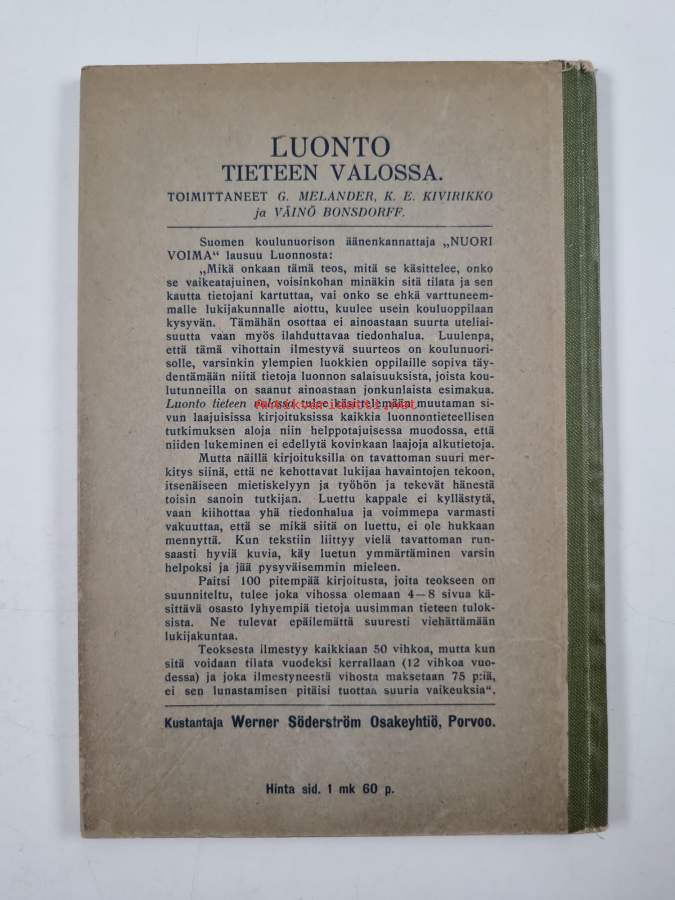 LUONTO
TIETEEN VALOSSA.
TOIMITTANEET G. MELANDER, K. E. KIVIRIKKO
ja VÄINÖ BONSDORFF.
Suomen koulunuorison äänenkannattaja „NUORI
VOIMA“ lausuu Luonnosta:
„Mikä onkaan tämä teos, mitä se käsittelee, onko
se vaikeatajuinen, voisinkohan minäkin sitä tilata ja sen
kautta tietojani kartuttaa, vai onko se ehkä varttuneem-
malle lukijakunnalle aiottu, kuulee usein kouluoppilaan
kysyvän. Tämähän osottaa ei ainoastaan suurta uteliai-
suutta vaan myös ilahduttavaa tiedonhalua. Luulenpa,
että tämä vihottain ilmestyvä suurteos on koulunuori-
solle, varsinkin ylempien luokkien oppilaille sopiva täy-
dentämään niitä tietoja luonnon salaisuuksista, joista kou-
lutunneilla on saanut ainoastaan jonkunlaista esimakua.
Luonto tieteen valossa tulee käsittelemään muutaman si-
Antikvariaatti.net
vun laajuisissa kirjoituksissa kaikkia luonnontieteellisen
tutkimuksen aloja niin helppotajuisessa muodossa, että
niiden lukeminen ei edellytä kovinkaan laajoja alkutietoja.
Mutta näillä kirjoituksilla on tavattoman suuri mer-
kitys siinä, että ne kehottavat lukijaa havaintojen tekoon,
itsenäiseen mietiskelyyn ja työhön ja tekevät hänestä
toisin sanoin tutkijan. Luettu kappale ei kyllästytä,
vaan kiihottaa yhä tiedonhalua ja voimmepa varmasti
vakuuttaa, että se mikä siitä on luettu, ei ole hukkaan
mennyttä. Kun tekstiin liittyy vielä tavattoman run-
saasti hyviä kuvia, käy luetun ymmärtäminen varsin
helpoksi ja jää pysyväisemmin mieleen.
Paitsi 100 pitempää kirjoitusta, joita teokseen on
suunniteltu, tulee joka vihossa olemaan 4—8 sivua kä-
sittävä osasto lyhyempiä tietoja uusimman tieteen tulok-
sista. Ne tulevat epäilemättä suuresti viehättämään
lukijakuntaa.
Teoksesta ilmestyy kaikkiaan 50 vihkoa, mutta kun
sitä voidaan tilata vuodeksi kerrallaan (12 vihkoa vuo-
dessa) ja joka ilmestyneestä vihosta maksetaan 75 p:iä,
ei sen lunastamisen pitäisi tuottaa suuria vaikeuksia“.
Kustantaja Werner Söderström Osakeyhtiö, Porvoo.
Hinta sid. 1 mk 60 p.